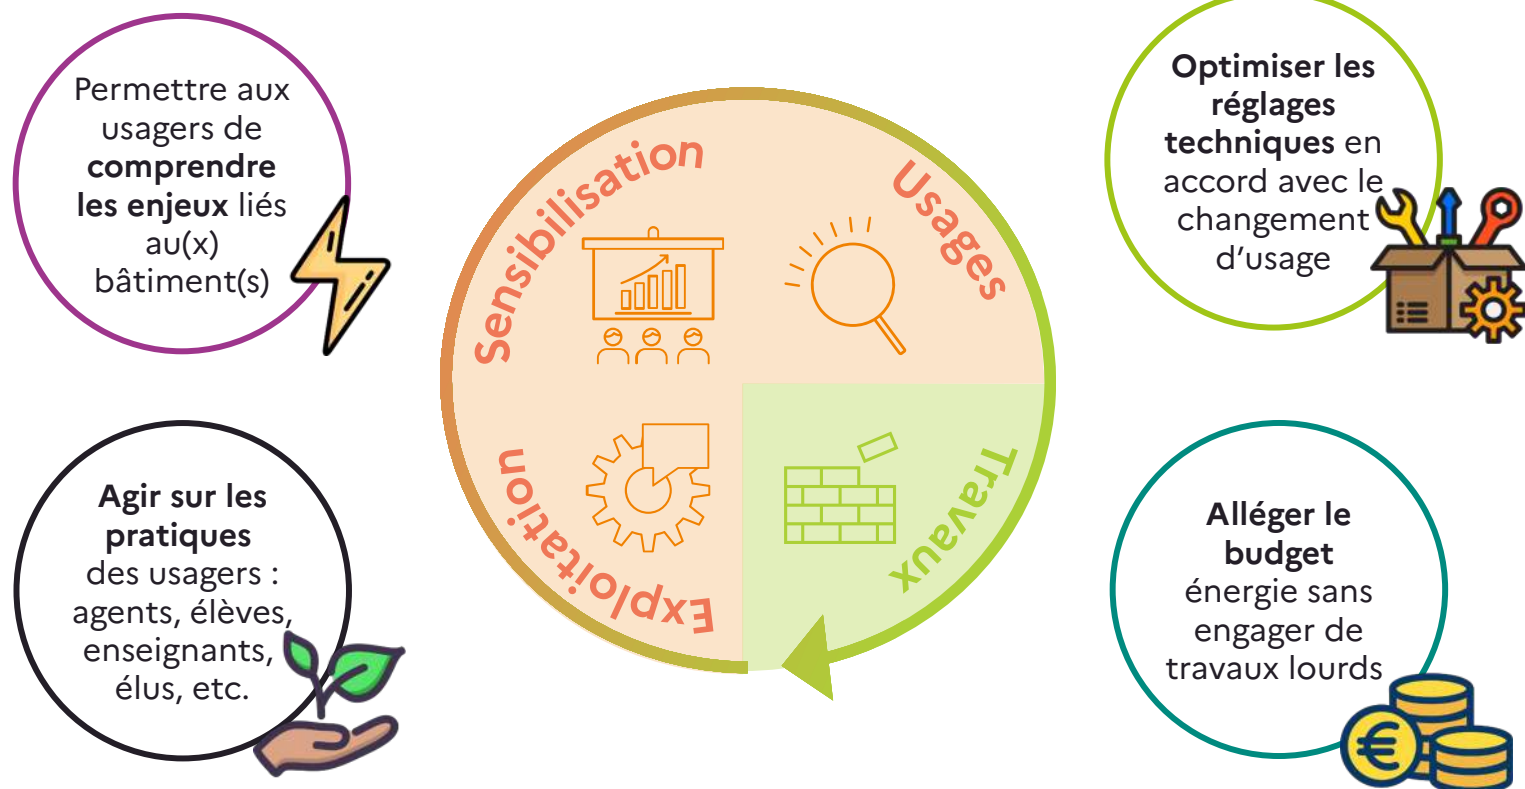 Permettre aux
usagers de
comprendre
les enjeux liés
au(x)
bâtiment(s)
Agir sur les
pratiques
des usagers :
agents, élèves,
enseignants,
élus, etc.
Sensibilisation
Usages
Exploitation
Travaux
Optimiser les
réglages
techniques en
accord avec le
changement
d’usage
Alléger le
budget
énergie sans
engager de
travaux lourds